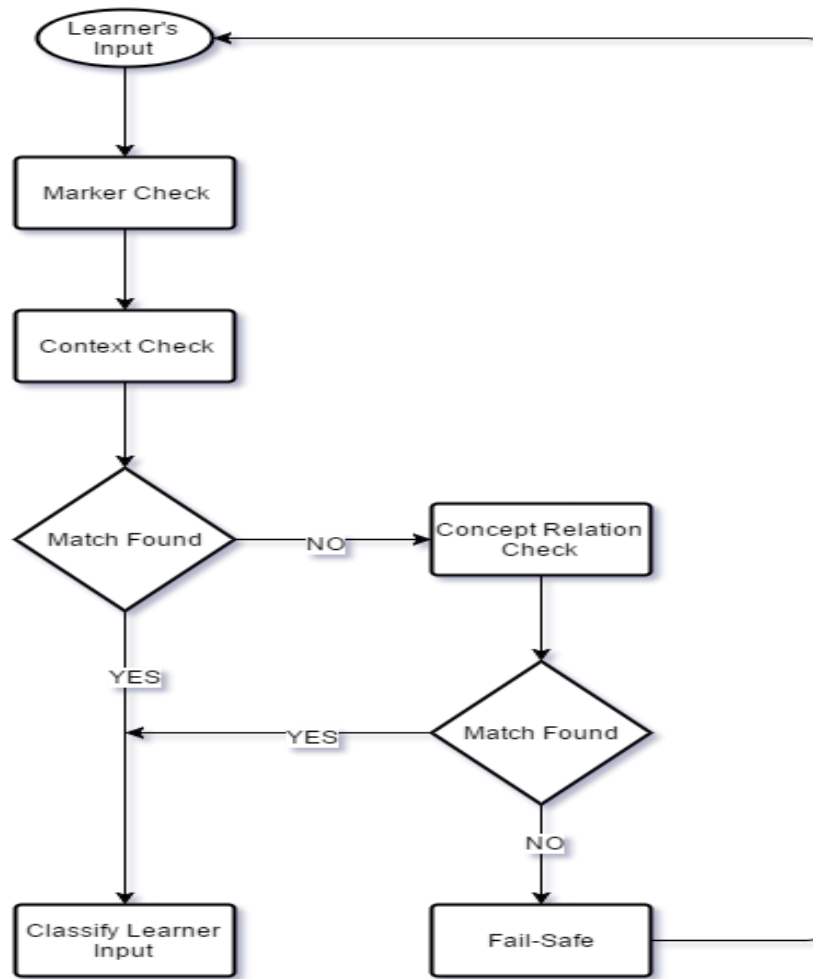 Learner's
Input
Marker Check
Context Check
Match Found
NO
Concept Relation
Check
YES
Match Found
YES
NO
Classify Learner
Input
Fail-Safe